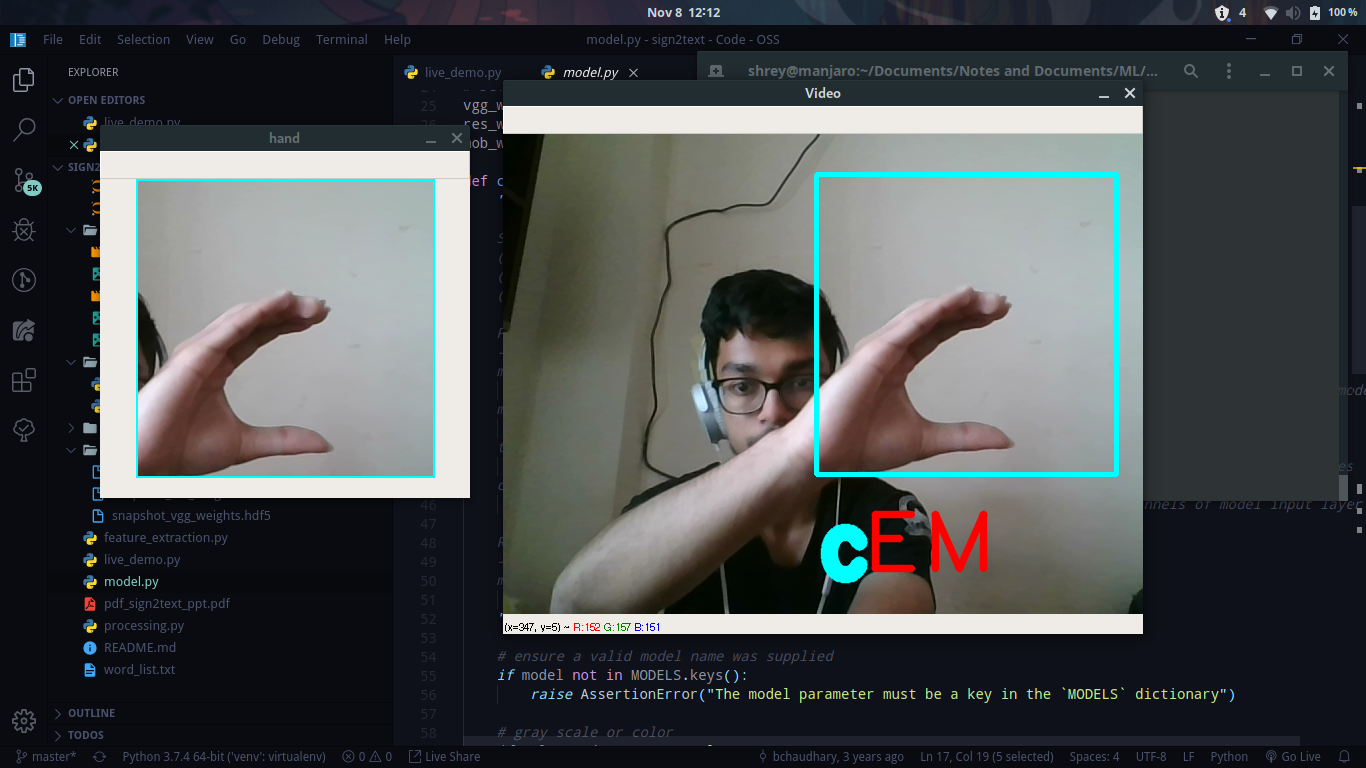 Nov 8 12:12
4
100 %
File Edit Selection View Go Debug Terminal Help
model.py - sign2text - Code - OSS
EXPLORER
live_demo.py
model.py
shrey@manjaro:~/Documents/Notes and Documents/ML/...
OPEN EDITORS
live_demo.py
Video
hand
SIGN2
5K
25
vgg_w
res_w
ob_w
ef c
C E M
(x=347, y=5) ~ R:152 G:157 B:151
46
nnels of model input layer
snapshot_vgg_weights.hdf5
feature_extraction.py
live_demo.py
model.py
pdf_sign2text_ppt.pdf
processing.py
README.md
word_list.txt
47
48
49
50
51
52
53
54 # ensure a valid model name was supplied
55 if model not in MODELS.keys():
56 raise AssertionError("The model parameter must be a key in the `MODELS` dictionary")
57
58 # gray scale or color
OUTLINE
TODOS
master* Python 3.7.4 64-bit ('venv': virtualenv) 0 0 Live Share
bchaudhary, 3 years ago Ln 17, Col 19 (5 selected) Spaces: 4 UTF-8 LF Python Go Live